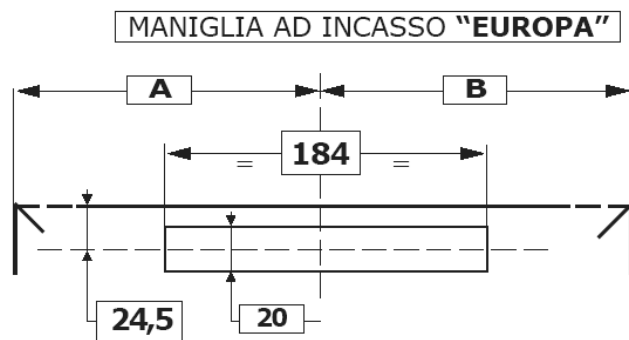 MANIGLIA AD INCASSO “EUROPA”
A B
= 184 =
24,5 20